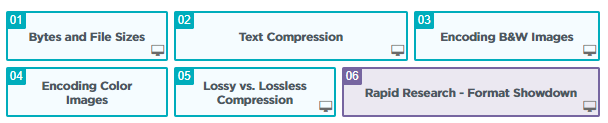 01
Bytes and File Sizes
02
Text Compression
03
Encoding B&W Images
04
Encoding Color
Images
05
Lossy vs. Lossless
Compression
06
Rapid Research - Format Showdown